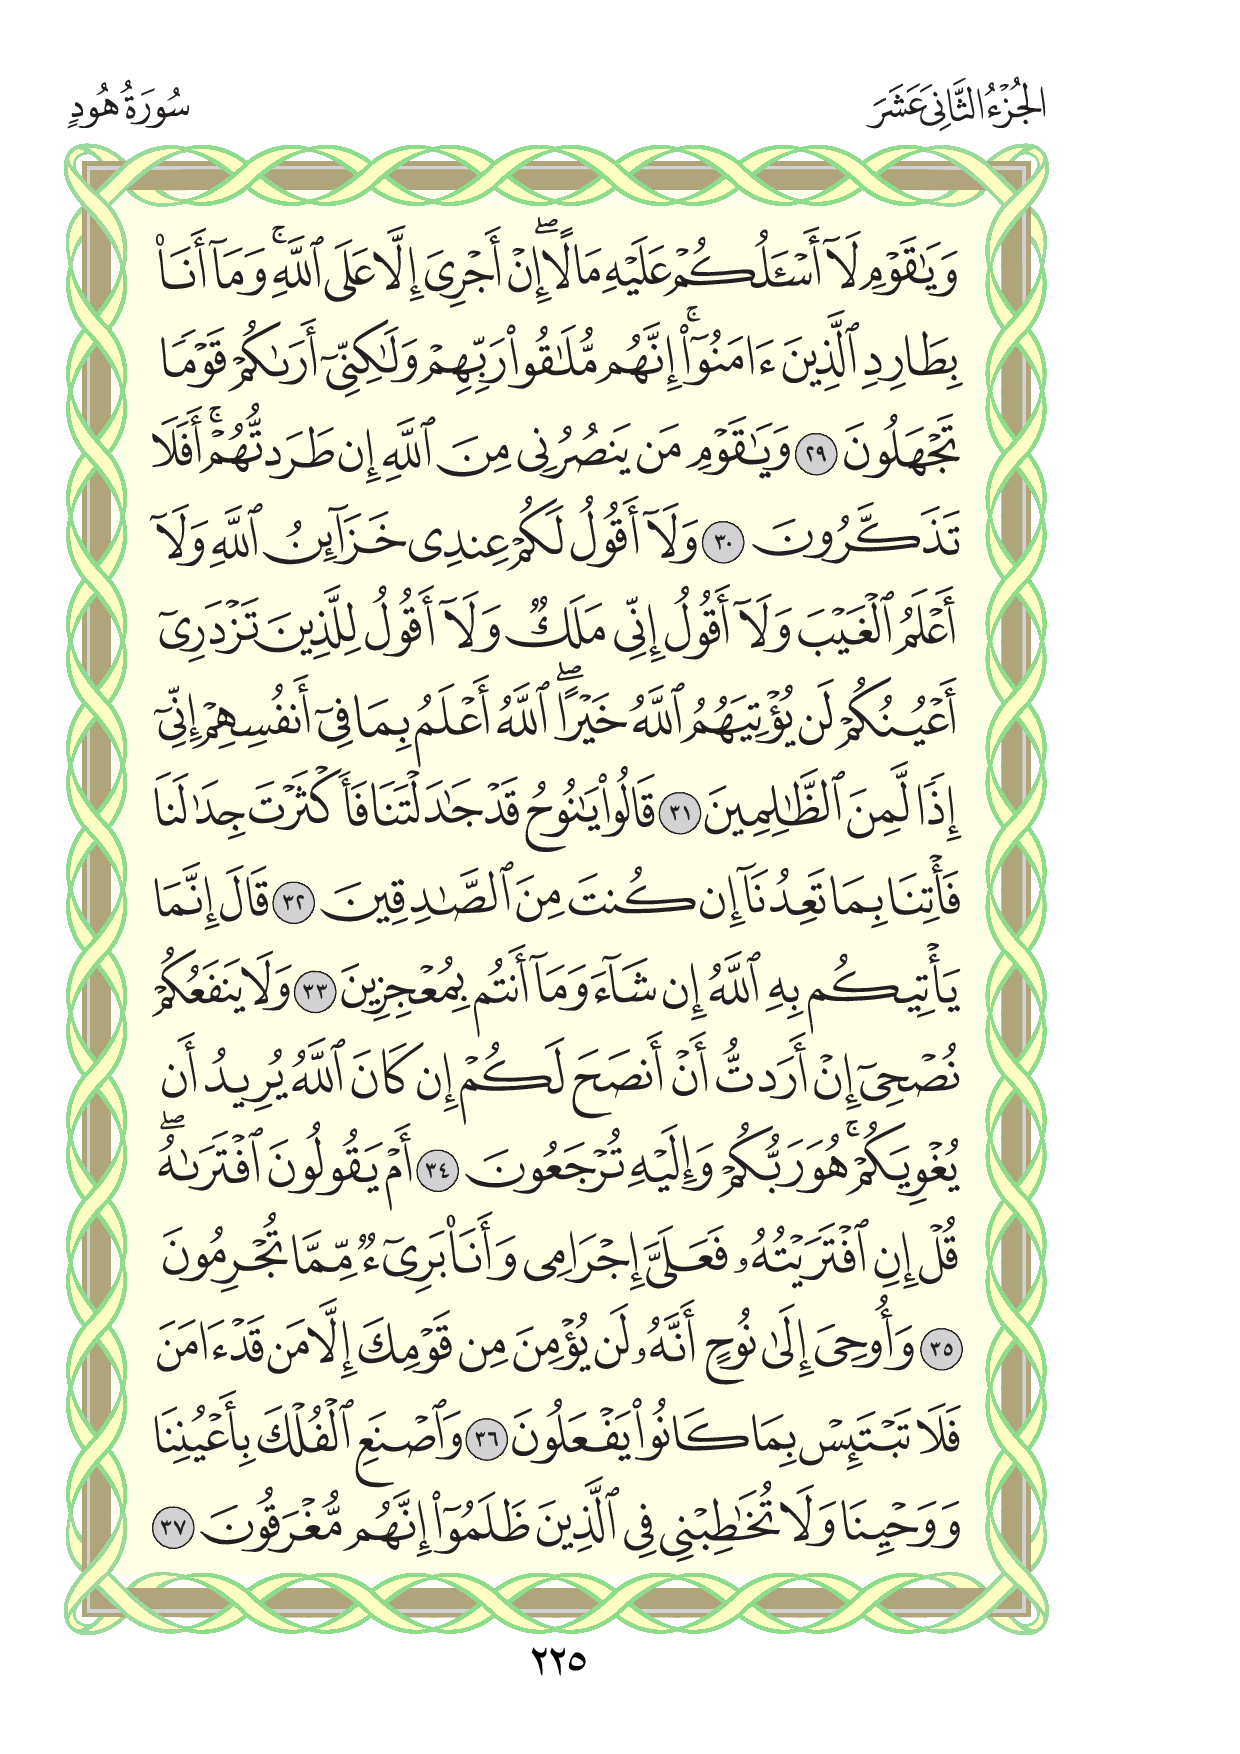 الجُزْءُ الثَّانِيَ عَشَرَ
سُورَةُ هُودٍ
وَيَٰقَوْمِ لَآ أَسْـَٔلُكُمْ عَلَيْهِ مَالًا ۖ إِنْ أَجْرِىَ إِلَّا عَلَى ٱللَّهِ ۚ وَمَآ أَنَا۠
بِطَارِدِ ٱلَّذِينَ ءَامَنُوٓا۟ ۚ إِنَّهُم مُّلَٰقُوا۟ رَبِّهِمْ وَلَٰكِنِّىٓ أَرَىٰكُمْ قَوْمًا
تَجْهَلُونَ ٢٩ وَيَٰقَوْمِ مَن يَنصُرُنِى مِنَ ٱللَّهِ إِن طَرَدتُّهُمْ ۚ أَفَلَا
تَذَكَّرُونَ ٣٠ وَلَآ أَقُولُ لَكُمْ عِندِى خَزَآئِنُ ٱللَّهِ وَلَآ
أَعْلَمُ ٱلْغَيْبَ وَلَآ أَقُولُ إِنِّى مَلَكٌ وَلَآ أَقُولُ لِلَّذِينَ تَزْدَرِىٓ
أَعْيُنُكُمْ لَن يُؤْتِيَهُمُ ٱللَّهُ خَيْرًا ۖ ٱللَّهُ أَعْلَمُ بِمَا فِىٓ أَنفُسِهِمْ إِنِّىٓ
إِذًا لَّمِنَ ٱلظَّٰلِمِينَ ٣١ قَالُوا۟ يَٰنُوحُ قَدْ جَٰدَلْتَنَا فَأَكْثَرْتَ جِدَٰلَنَا
فَأْتِنَا بِمَا تَعِدُنَآ إِن كُنتَ مِنَ ٱلصَّٰدِقِينَ ٣٢ قَالَ إِنَّمَا
يَأْتِيكُم بِهِ ٱللَّهُ إِن شَآءَ وَمَآ أَنتُم بِمُعْجِزِينَ ٣٣ وَلَا يَنفَعُكُمْ
نُصْحِىٓ إِنْ أَرَدتُّ أَنْ أَنصَحَ لَكُمْ إِن كَانَ ٱللَّهُ يُرِيدُ أَن
يُغْوِيَكُمْ ۚ هُوَ رَبُّكُمْ وَإِلَيْهِ تُرْجَعُونَ ٣٤ أَمْ يَقُولُونَ ٱفْتَرَىٰهُ ۖ
قُلْ إِنِ ٱفْتَرَيْتُهُۥ فَعَلَىَّ إِجْرَامِى وَأَنَا۠ بَرِىٓءٌ مِّمَّا تُجْرِمُونَ
٣٥ وَأُوحِىَ إِلَىٰ نُوحٍ أَنَّهُۥ لَن يُؤْمِنَ مِن قَوْمِكَ إِلَّا مَن قَدْ ءَامَنَ
فَلَا تَبْتَئِسْ بِمَا كَانُوا۟ يَفْعَلُونَ ٣٦ وَٱصْنَعِ ٱلْفُلْكَ بِأَعْيُنِنَا
وَوَحْيِنَا وَلَا تُخَٰطِبْنِى فِى ٱلَّذِينَ ظَلَمُوٓا۟ إِنَّهُم مُّغْرَقُونَ ٣٧
٢٢٥